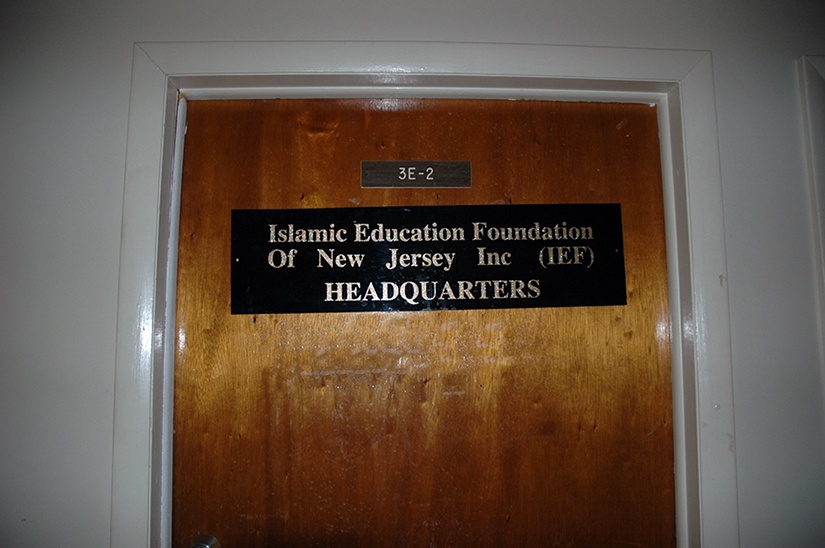 3E-2
Islamic Education Foundation
Of New Jersey Inc (IEF)
HEADQUARTERS